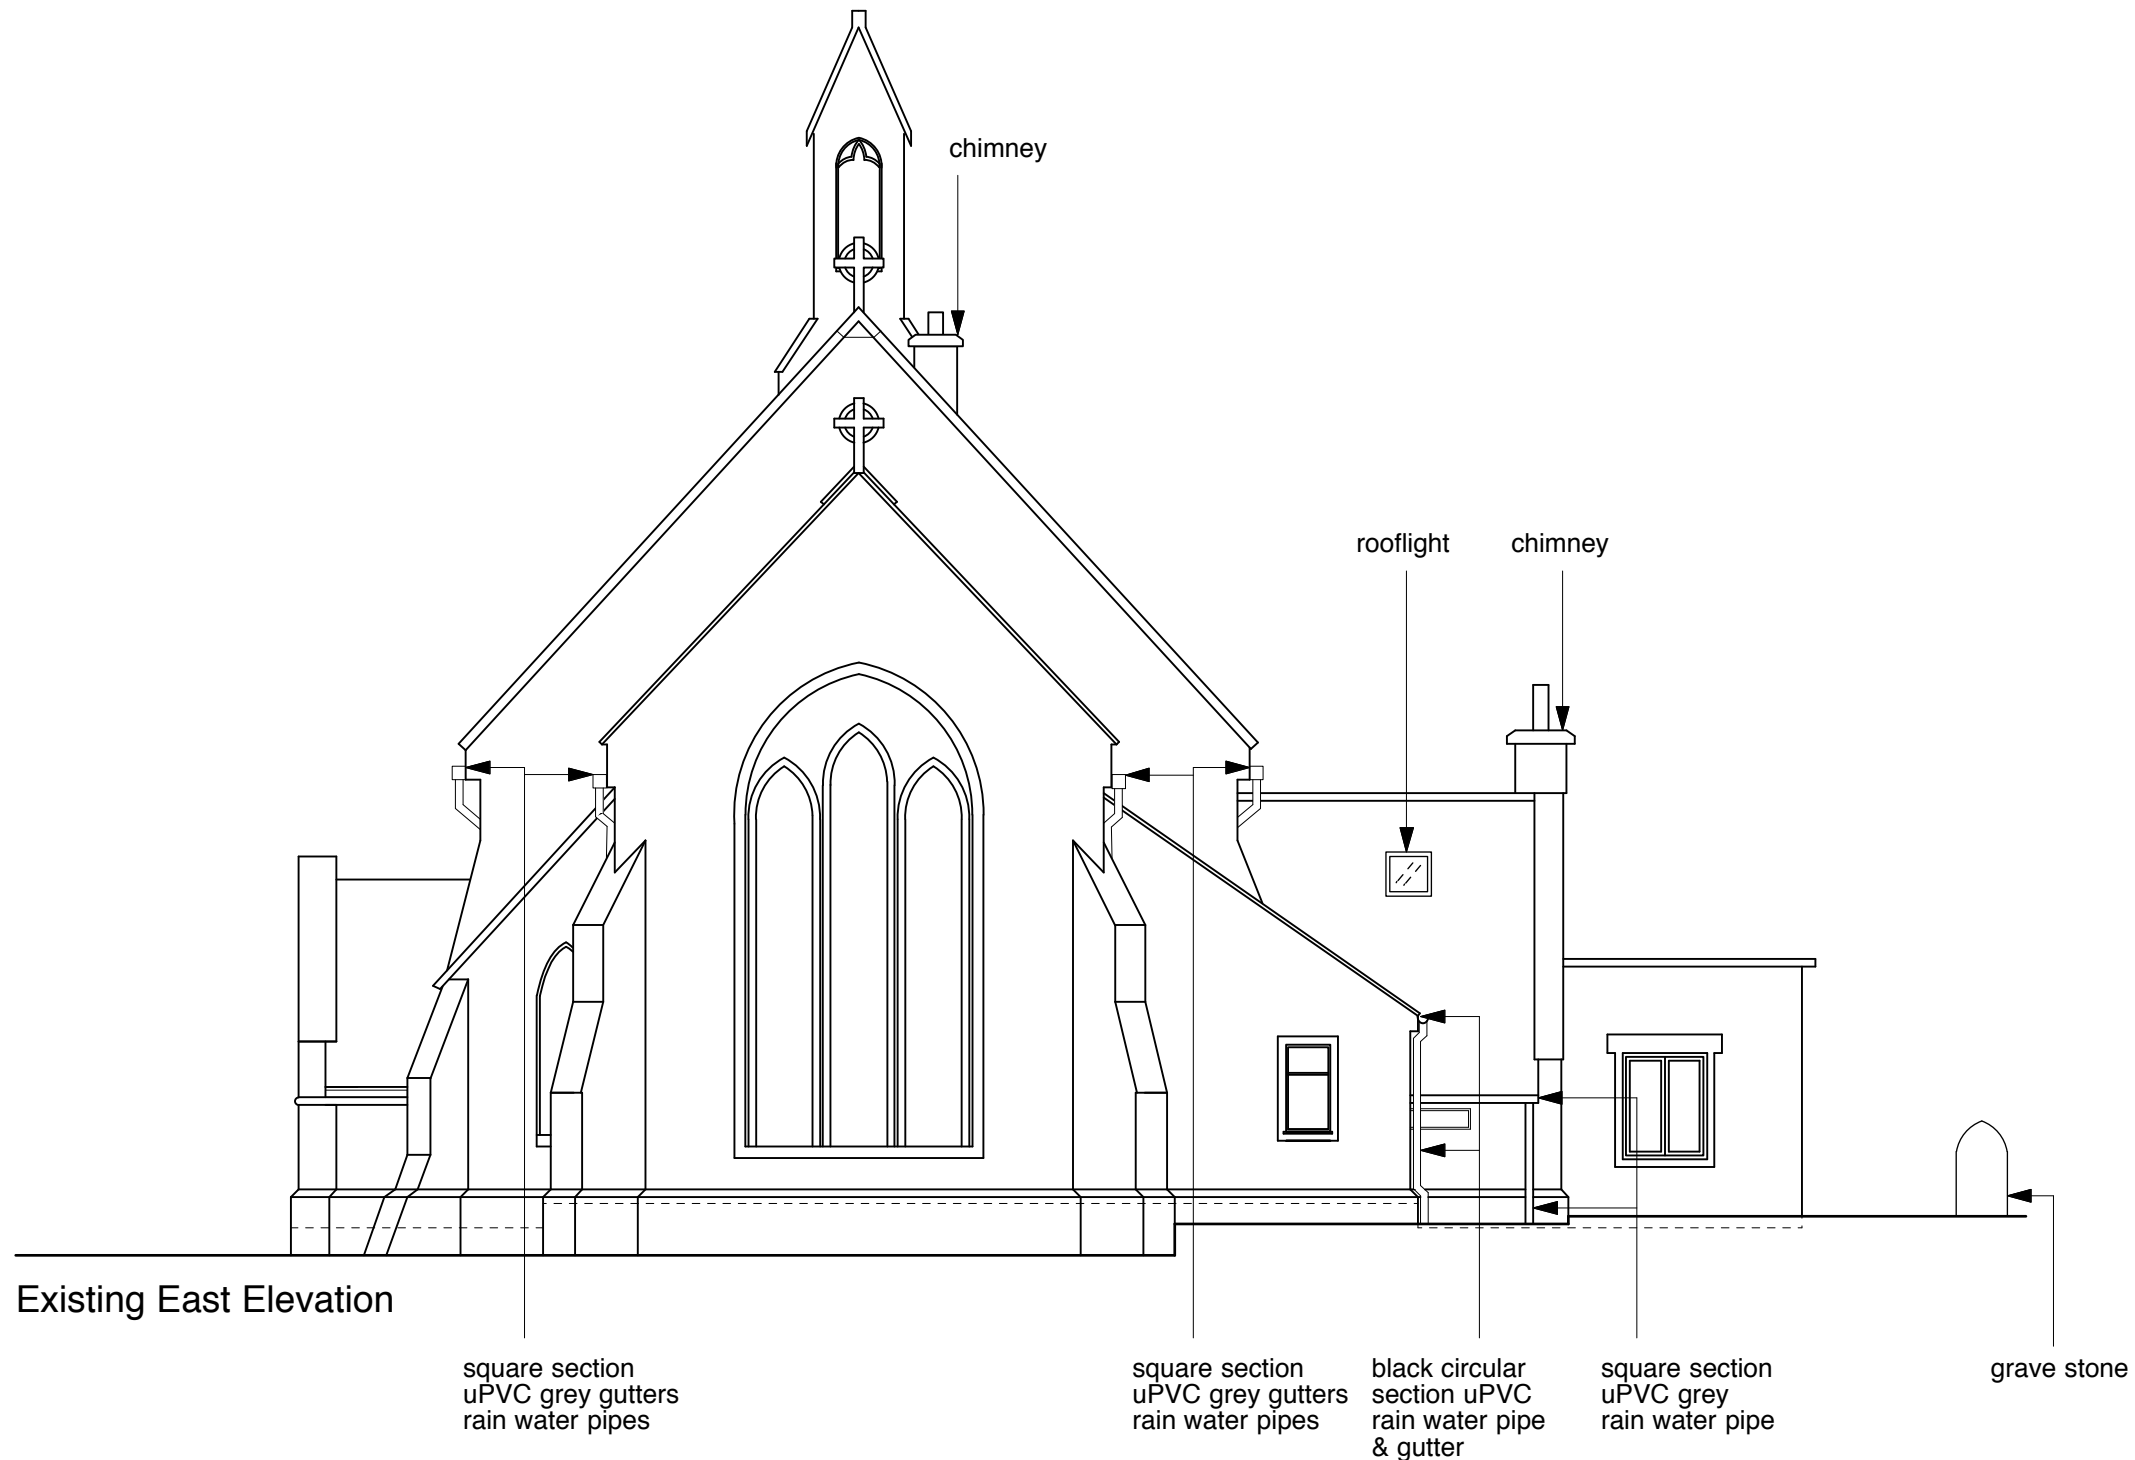 chimney
rooflight
chimney
Existing East Elevation
square section
uPVC grey gutters
rain water pipes
square section
uPVC grey gutters
rain water pipes
black circular
section uPVC
rain water pipe
& gutter
square section
uPVC grey
rain water pipe
grave stone